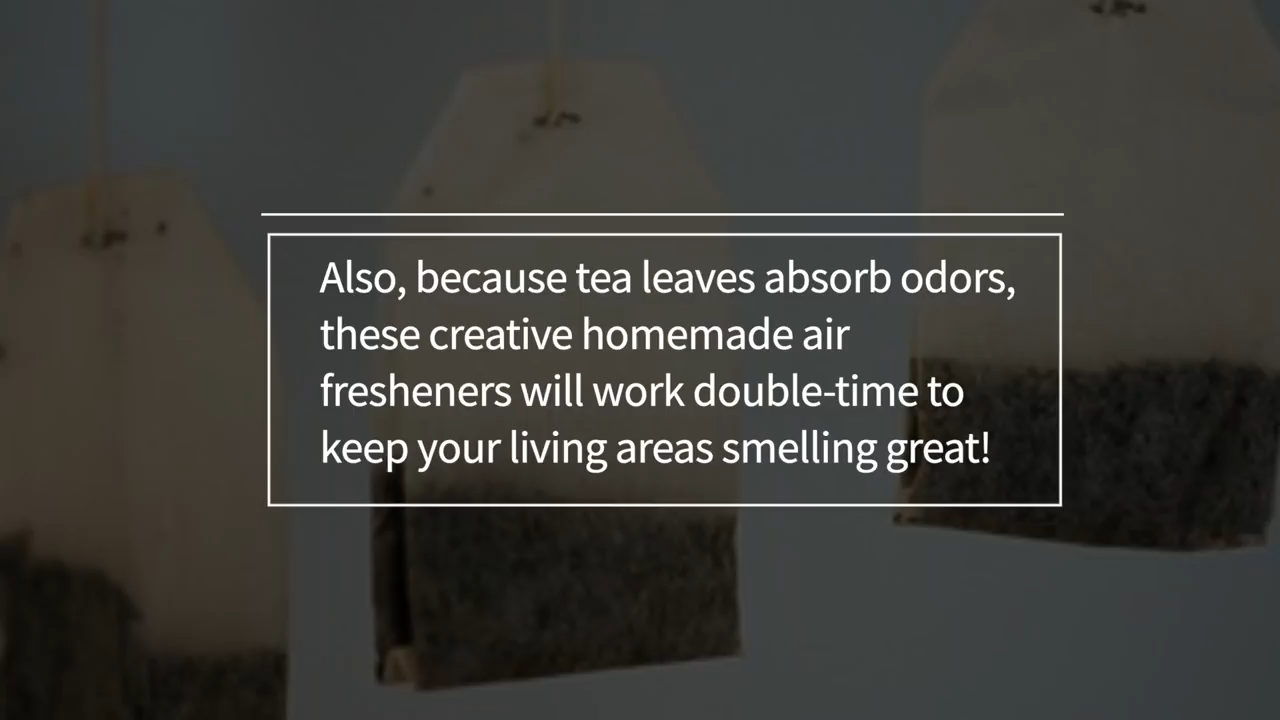 Also, because tea leaves absorb odors,
these creative homemade air
fresheners will work double-time to
keep your living areas smelling great!